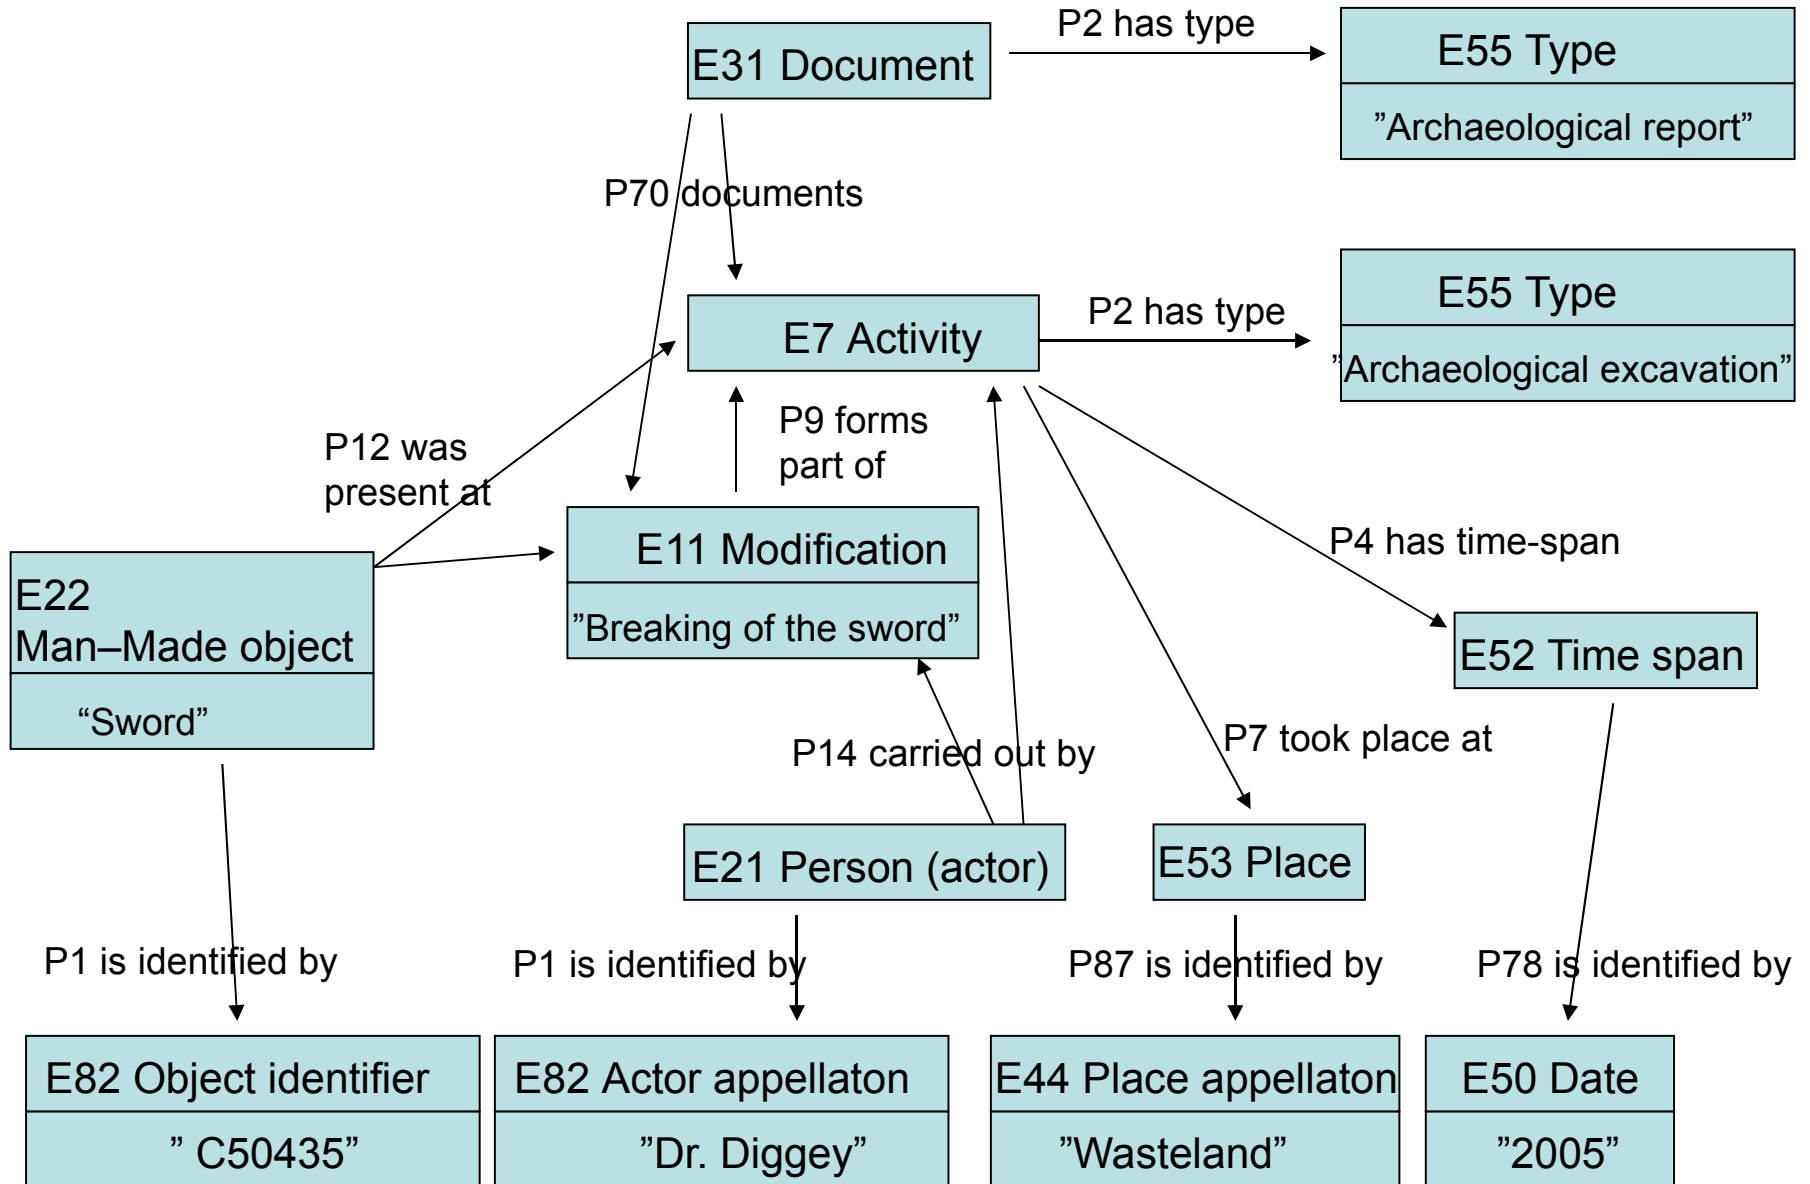 P2 has type
E31 Document
E55 Type
”Archaeological report”
P70 documents
E7 Activity
P2 has type
E55 Type
”Archaeological excavation”
P12 was
present at
P9 forms
part of
E11 Modification
”Breaking of the sword”
P4 has time-span
E22
Man–Made object
“Sword”
E52 Time span
P14 carried out by
P7 took place at
E21 Person (actor)
E53 Place
P1 is identified by
P1 is identified by
P87 is identified by
P78 is identified by
E82 Object identifier
” C50435”
E82 Actor appellaton
”Dr. Diggey”
E44 Place appellaton
”Wasteland”
E50 Date
”2005”